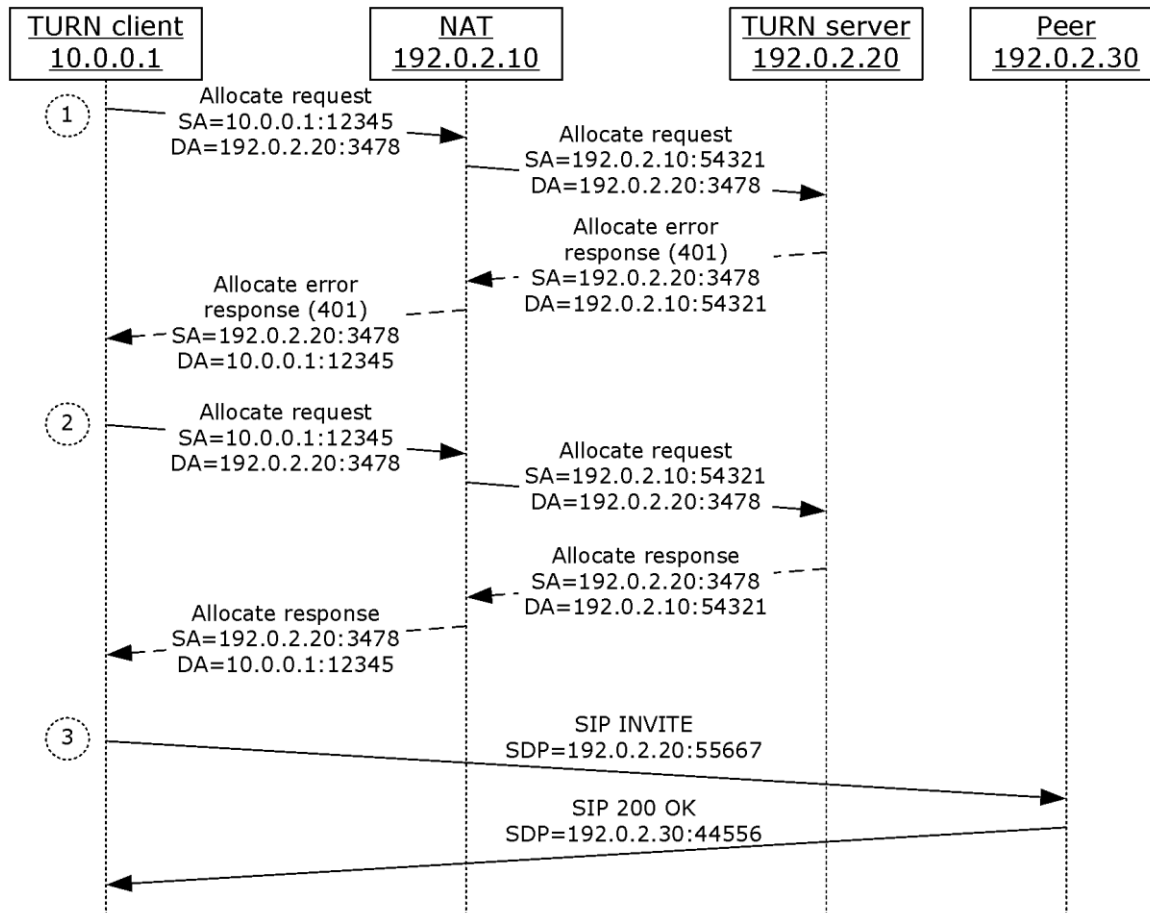 TURN client
10.0.0.1
NAT
192.0.2.10
TURN server
192.0.2.20
Peer
192.0.2.30
1
Allocate request
SA=10.0.0.1:12345
DA=192.0.2.20:3478
Allocate request
SA=192.0.2.10:54321
DA=192.0.2.20:3478
Allocate error
response (401)
SA=192.0.2.20:3478
DA=192.0.2.10:54321
Allocate error
response (401)
SA=192.0.2.20:3478
DA=10.0.0.1:12345
2
Allocate request
SA=10.0.0.1:12345
DA=192.0.2.20:3478
Allocate request
SA=192.0.2.10:54321
DA=192.0.2.20:3478
Allocate response
SA=192.0.2.20:3478
DA=192.0.2.10:54321
Allocate response
SA=192.0.2.20:3478
DA=10.0.0.1:12345
3
SIP INVITE
SDP=192.0.2.20:55667
SIP 200 OK
SDP=192.0.2.30:44556